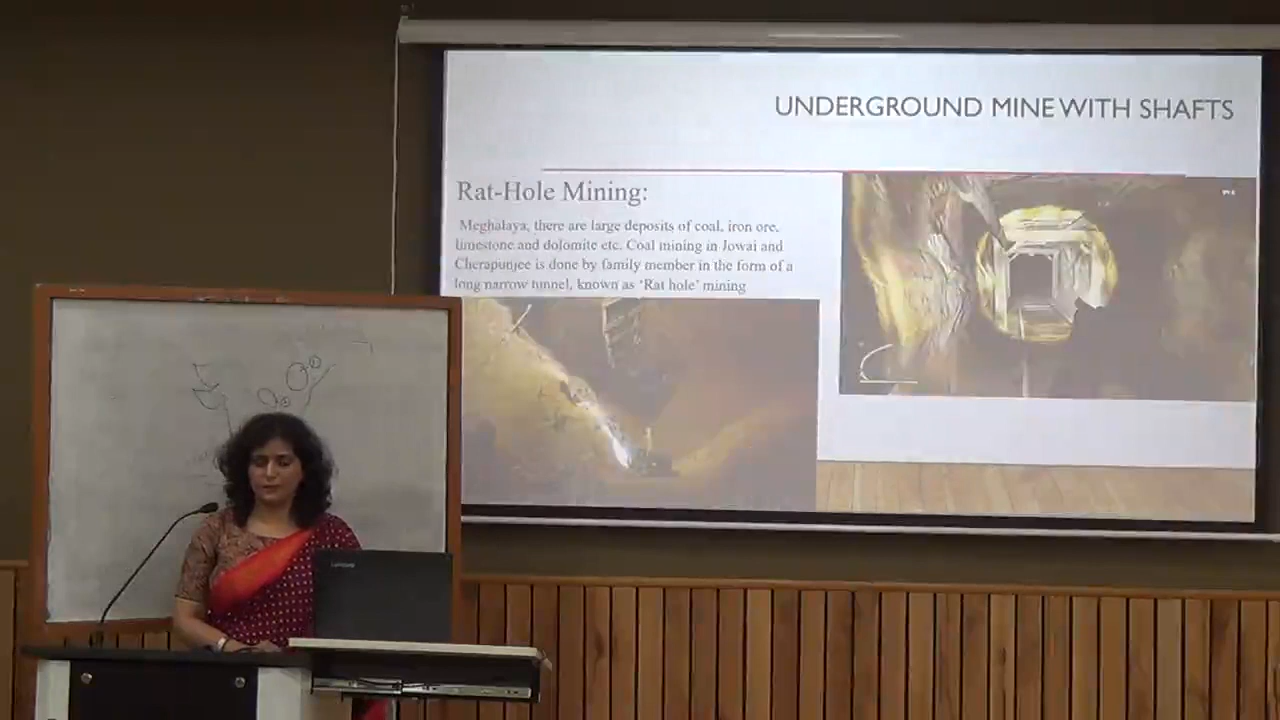 UNDERGROUND MINE WITH SHAFTS
Rat-Hole Mining:
Meghalaya, there are large deposits of coal, iron ore,
limestone and dolomite etc. Coal mining in Jowai and
Cherapunjee is done by family member in the form of a
long narrow tunnel, known as ‘Rat hole’ mining
Lenovo